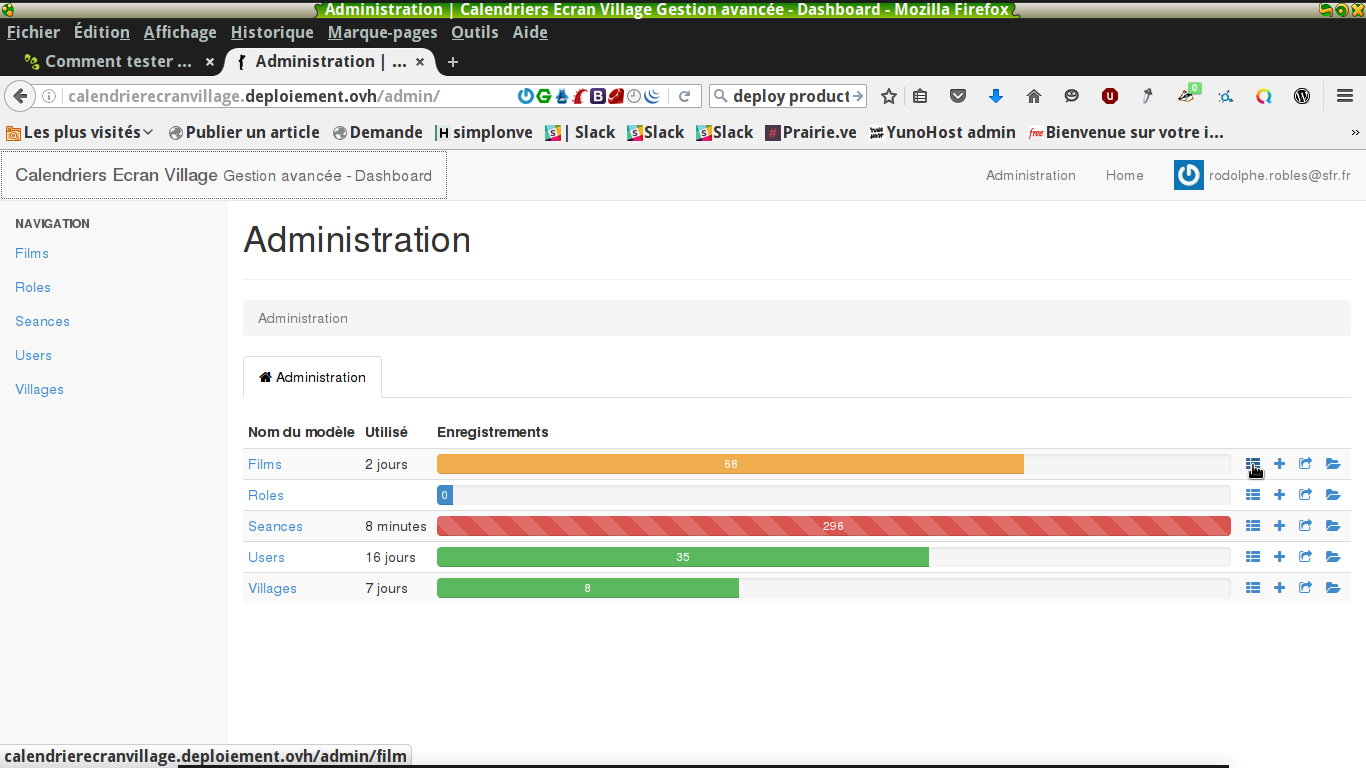 Administration | Calendriers Ecran Village Gestion avancée - Dashboard - Mozilla Firefox
Fichier Édition Affichage Historique Marque-pages Outils Aide
Comment tester ... × Administration | ... × +
calendrierecranvillage.deploiement.ovh/admin/ deploy product 0
Les plus visités Publier un article Demande simplonve | Slack Slack Slack Prairie.ve YunoHost admin free Bienvenue sur votre i... »
Calendriers Ecran Village Gestion avancée - Dashboard Administration Home rodolphe.robles@sfr.fr
NAVIGATION
Films
Roles
Seances
Users
Villages
Administration
Administration
Administration
Nom du modèle Utilisé Enregistrements
Films 2 jours 68
Roles 0
Seances 8 minutes 296
Users 16 jours 35
Villages 7 jours 8
calendrierecranvillage.deploiement.ovh/admin/film